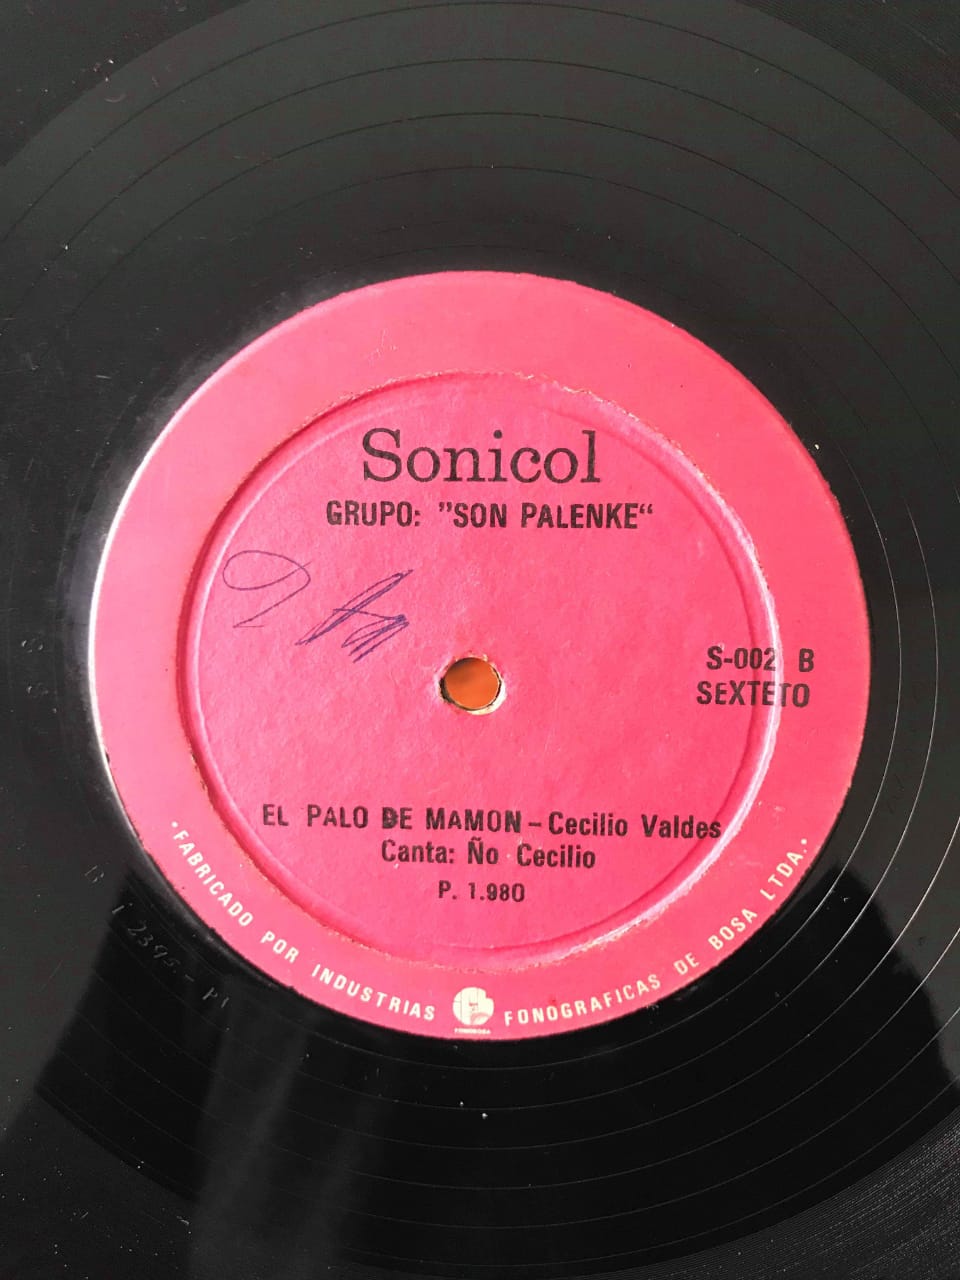 Sonicol
GRUPO: "SON PALENKE"
S-002 B
SEXTETO
EL PALO DE MAMON - Cecilio Valdes
Canta: Ño Cecilio
P. 1.980
• FABRICADO POR INDUSTRIAS FONOGRAFICAS DE BOSA LTDA. •
FONOBOSA